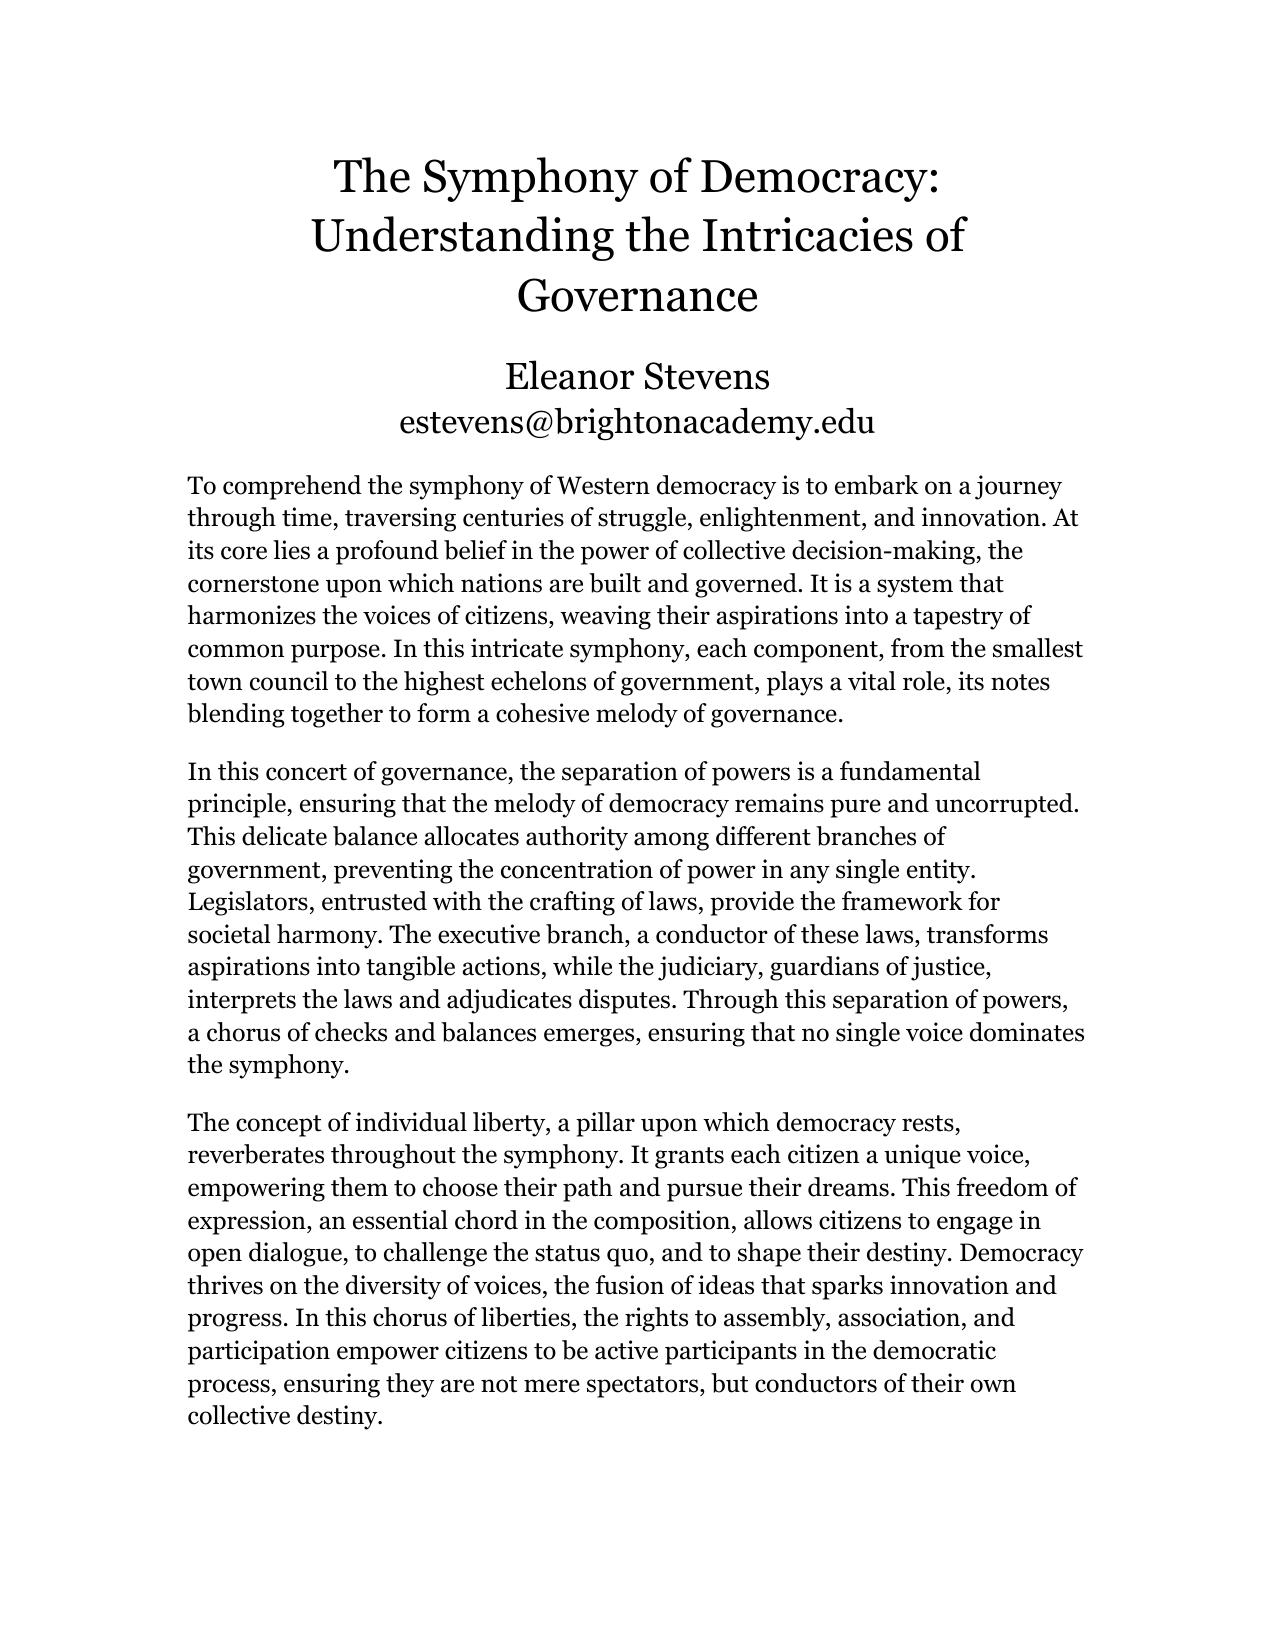 The Symphony of Democracy:
Understanding the Intricacies of
Governance
Eleanor Stevens
estevens@brightonacademy.edu
To comprehend the symphony of Western democracy is to embark on a journey
through time, traversing centuries of struggle, enlightenment, and innovation. At
its core lies a profound belief in the power of collective decision-making, the
cornerstone upon which nations are built and governed. It is a system that
harmonizes the voices of citizens, weaving their aspirations into a tapestry of
common purpose. In this intricate symphony, each component, from the smallest
town council to the highest echelons of government, plays a vital role, its notes
blending together to form a cohesive melody of governance.
In this concert of governance, the separation of powers is a fundamental
principle, ensuring that the melody of democracy remains pure and uncorrupted.
This delicate balance allocates authority among different branches of
government, preventing the concentration of power in any single entity.
Legislators, entrusted with the crafting of laws, provide the framework for
societal harmony. The executive branch, a conductor of these laws, transforms
aspirations into tangible actions, while the judiciary, guardians of justice,
interprets the laws and adjudicates disputes. Through this separation of powers,
a chorus of checks and balances emerges, ensuring that no single voice dominates
the symphony.
The concept of individual liberty, a pillar upon which democracy rests,
reverberates throughout the symphony. It grants each citizen a unique voice,
empowering them to choose their path and pursue their dreams. This freedom of
expression, an essential chord in the composition, allows citizens to engage in
open dialogue, to challenge the status quo, and to shape their destiny. Democracy
thrives on the diversity of voices, the fusion of ideas that sparks innovation and
progress. In this chorus of liberties, the rights to assembly, association, and
participation empower citizens to be active participants in the democratic
process, ensuring they are not mere spectators, but conductors of their own
collective destiny.